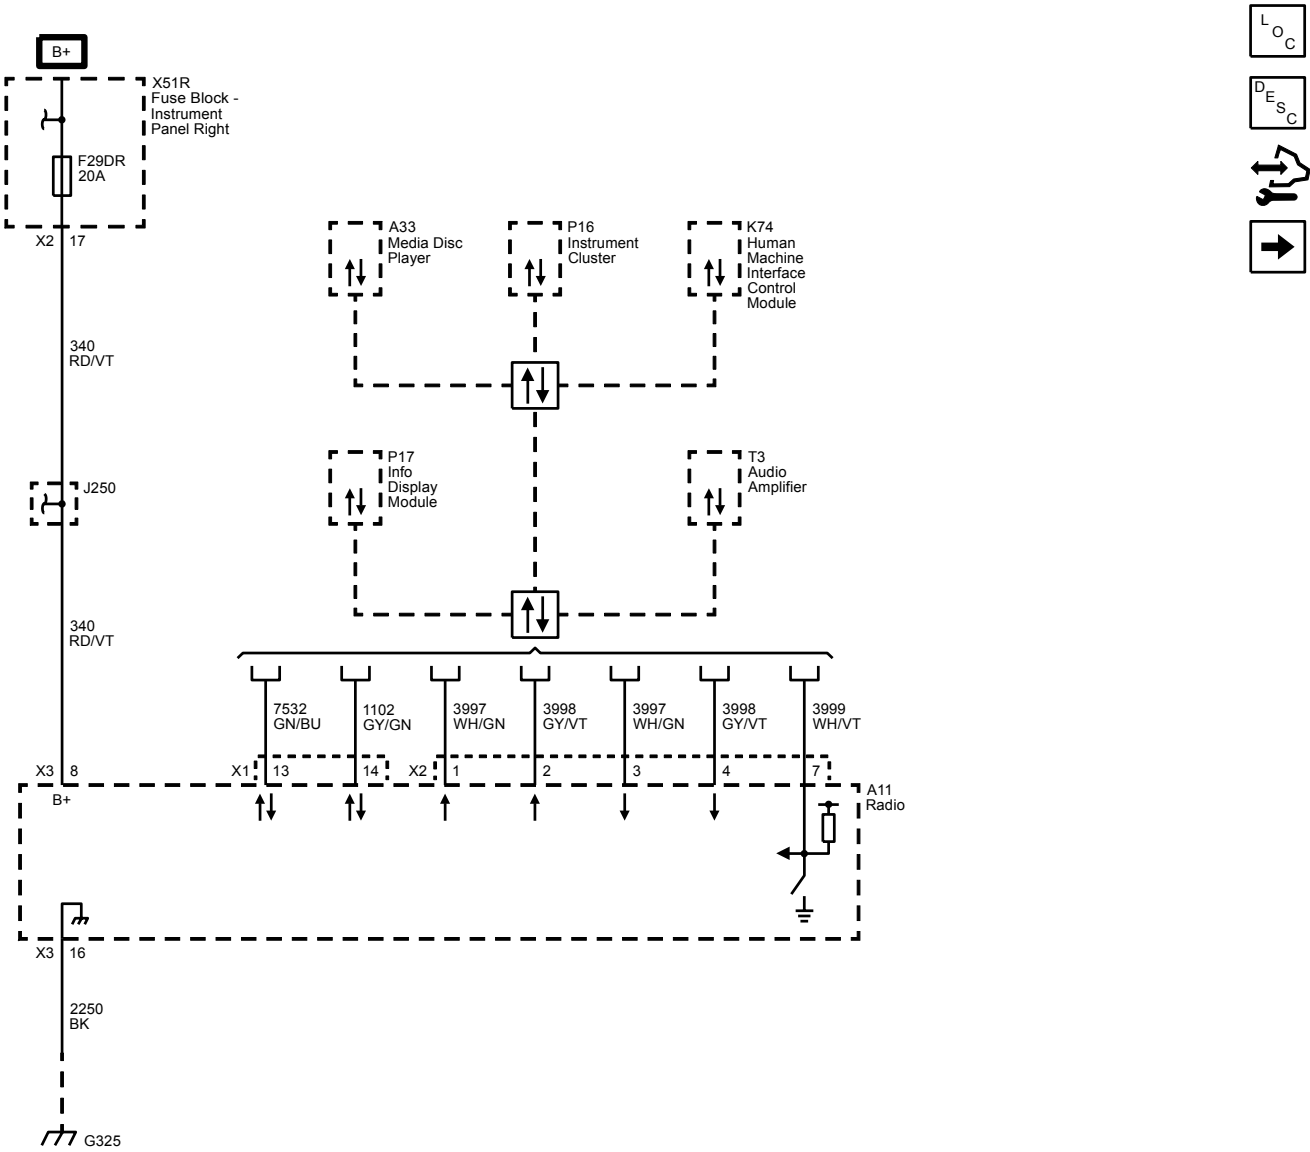 L
O
C
B+
D
E
S
C
X51R
Fuse Block -
Instrument
Panel Right
F29DR
20A
X2 17
A33
Media Disc
Player
P16
Instrument
Cluster
K74
Human
Machine
Interface
Control
Module
340
RD/VT
J250
P17
Info
Display
Module
T3
Audio
Amplifier
340
RD/VT
7532
GN/BU
1102
GY/GN
3997
WH/GN
3998
GY/VT
3997
WH/GN
3998
GY/VT
3999
WH/VT
X3 8
X1 13
14
X2 1
2
3
4
7
B+
A11
Radio
X3 16
2250
BK
G325